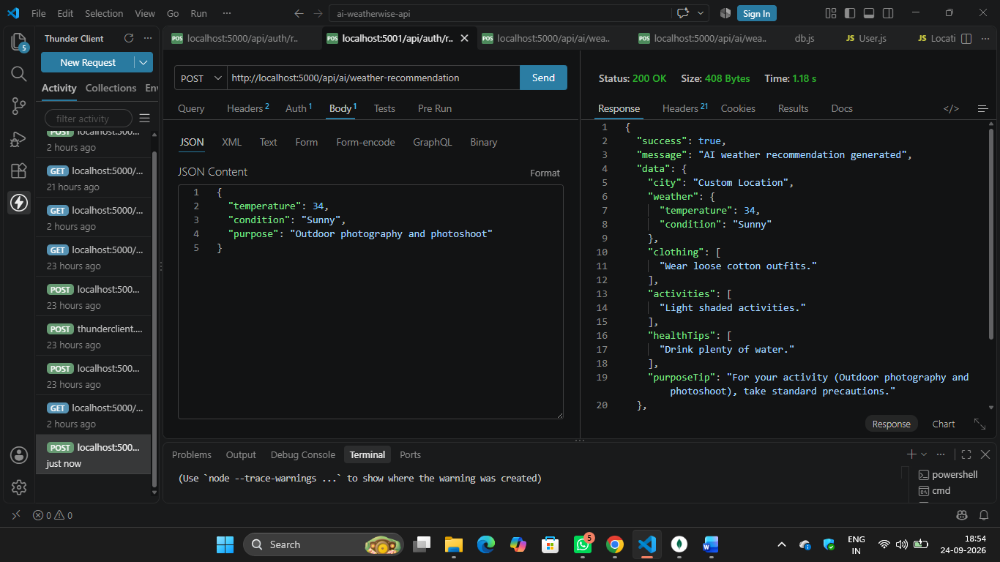 File Edit Selection View Go Run ··· ai-weatherwise-api Sign In
5
Thunder Client
New Request
Activity Collections Env
filter activity
POST localhost:500...
2 hours ago
GET localhost:5000/...
21 hours ago
GET localhost:5000/...
2 hours ago
GET localhost:5000/...
23 hours ago
POST localhost:500...
23 hours ago
POST thunderclient....
23 hours ago
POST localhost:500...
23 hours ago
GET localhost:5000/...
2 hours ago
POST localhost:500...
just now
POS localhost:5000/api/auth/r.. POS localhost:5001/api/auth/r.. POS localhost:5000/api/ai/wea.. POS localhost:5000/api/ai/wea.. db.js JS User.js JS Locati
POST http://localhost:5000/api/ai/weather-recommendation Send
Query Headers 2 Auth 1 Body 1 Tests Pre Run
JSON XML Text Form Form-encode GraphQL Binary
JSON Content Format
1 {
2 "temperature": 34,
3 "condition": "Sunny",
4 "purpose": "Outdoor photography and photoshoot"
5 }
Status: 200 OK Size: 408 Bytes Time: 1.18 s
Response Headers 21 Cookies Results Docs </>
1 {
2 "success": true,
3 "message": "AI weather recommendation generated",
4 "data": {
5 "city": "Custom Location",
6 "weather": {
7 "temperature": 34,
8 "condition": "Sunny"
9 },
10 "clothing": [
11 "Wear loose cotton outfits."
12 ],
13 "activities": [
14 "Light shaded activities."
15 ],
16 "healthTips": [
17 "Drink plenty of water."
18 ],
19 "purposeTip": "For your activity (Outdoor photography and
photoshoot), take standard precautions."
20 },
Response Chart
Problems Output Debug Console Terminal Ports
(Use `node --trace-warnings ...` to show where the warning was created)
powershell
cmd
0 0
Search
5
ENG
IN
18:54
24-09-2026